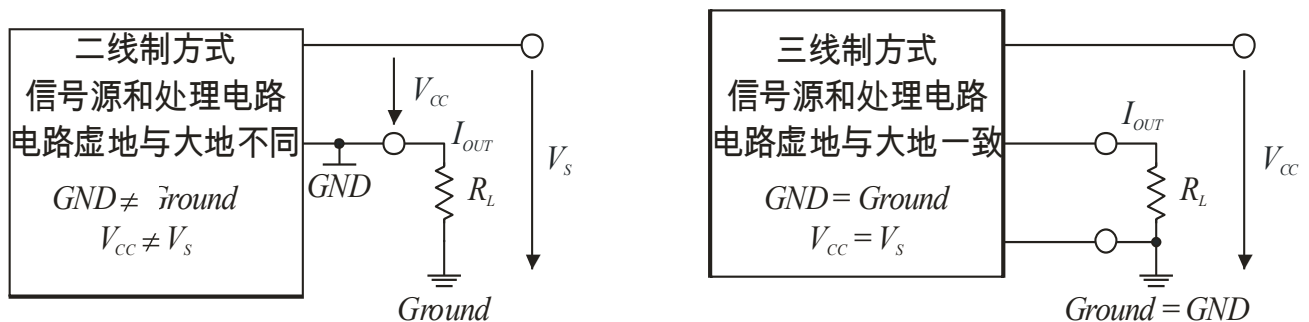 二线制方式
信号源和处理电路
电路虚地与大地不同
GND ≠ round
V_CC ≠ V_S
V_CC
I_OUT
GND
R_L
V_S
Ground
三线制方式
信号源和处理电路
电路虚地与大地一致
GND = Ground
V_CC = V_S
I_OUT
R_L
V_CC
Ground = GND